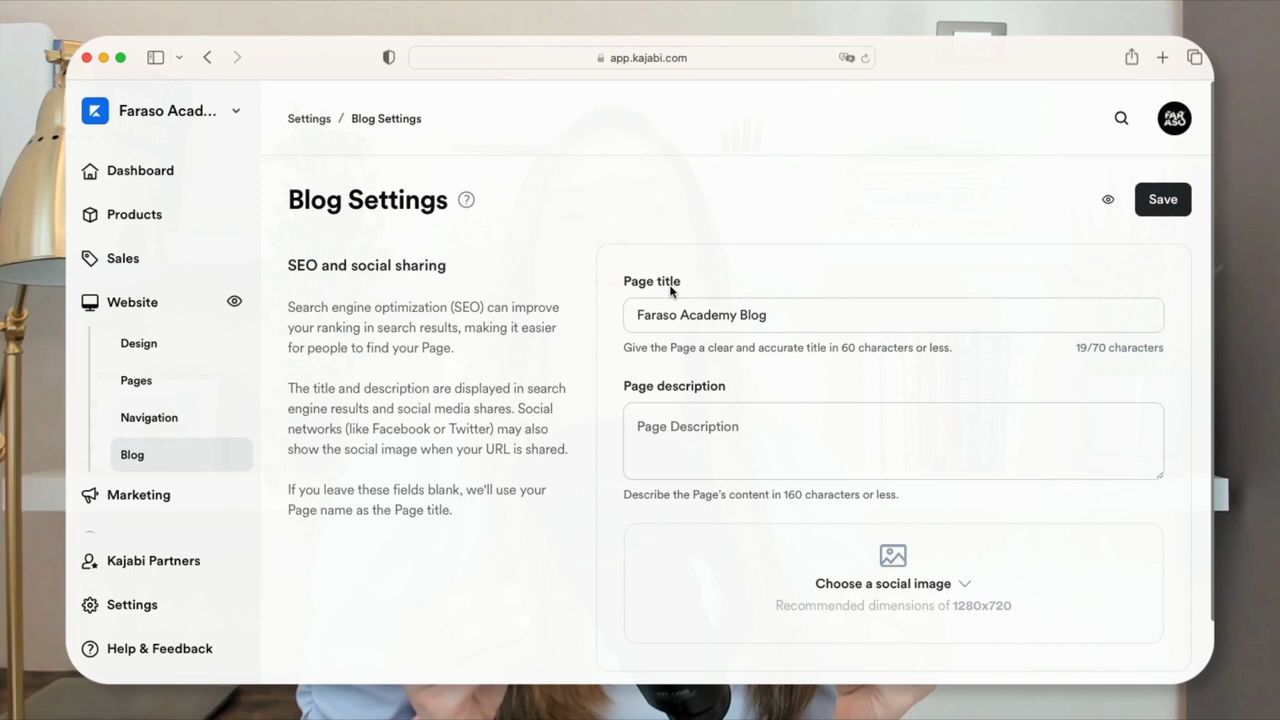 app.kajabi.com
Faraso Acad...
Dashboard
Products
Sales
Website
Design
Pages
Navigation
Blog
Marketing
Kajabi Partners
Settings
Help & Feedback
Settings / Blog Settings
FAR
ASO
Blog Settings
Save
SEO and social sharing
Search engine optimization (SEO) can improve
your ranking in search results, making it easier
for people to find your Page.
The title and description are displayed in search
engine results and social media shares. Social
networks (like Facebook or Twitter) may also
show the social image when your URL is shared.
If you leave these fields blank, we'll use your
Page name as the Page title.
Page title
Faraso Academy Blog
Give the Page a clear and accurate title in 60 characters or less.
19/70 characters
Page description
Page Description
Describe the Page's content in 160 characters or less.
Choose a social image
Recommended dimensions of 1280x720